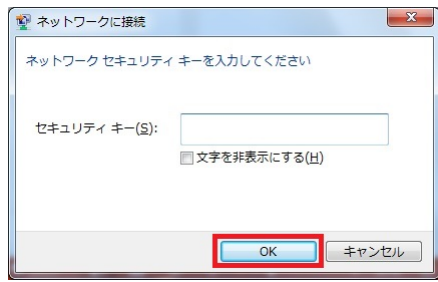 ネットワークに接続
ネットワーク セキュリティ キーを入力してください
セキュリティ キー(S):
文字を非表示にする(H)
OK
キャンセル